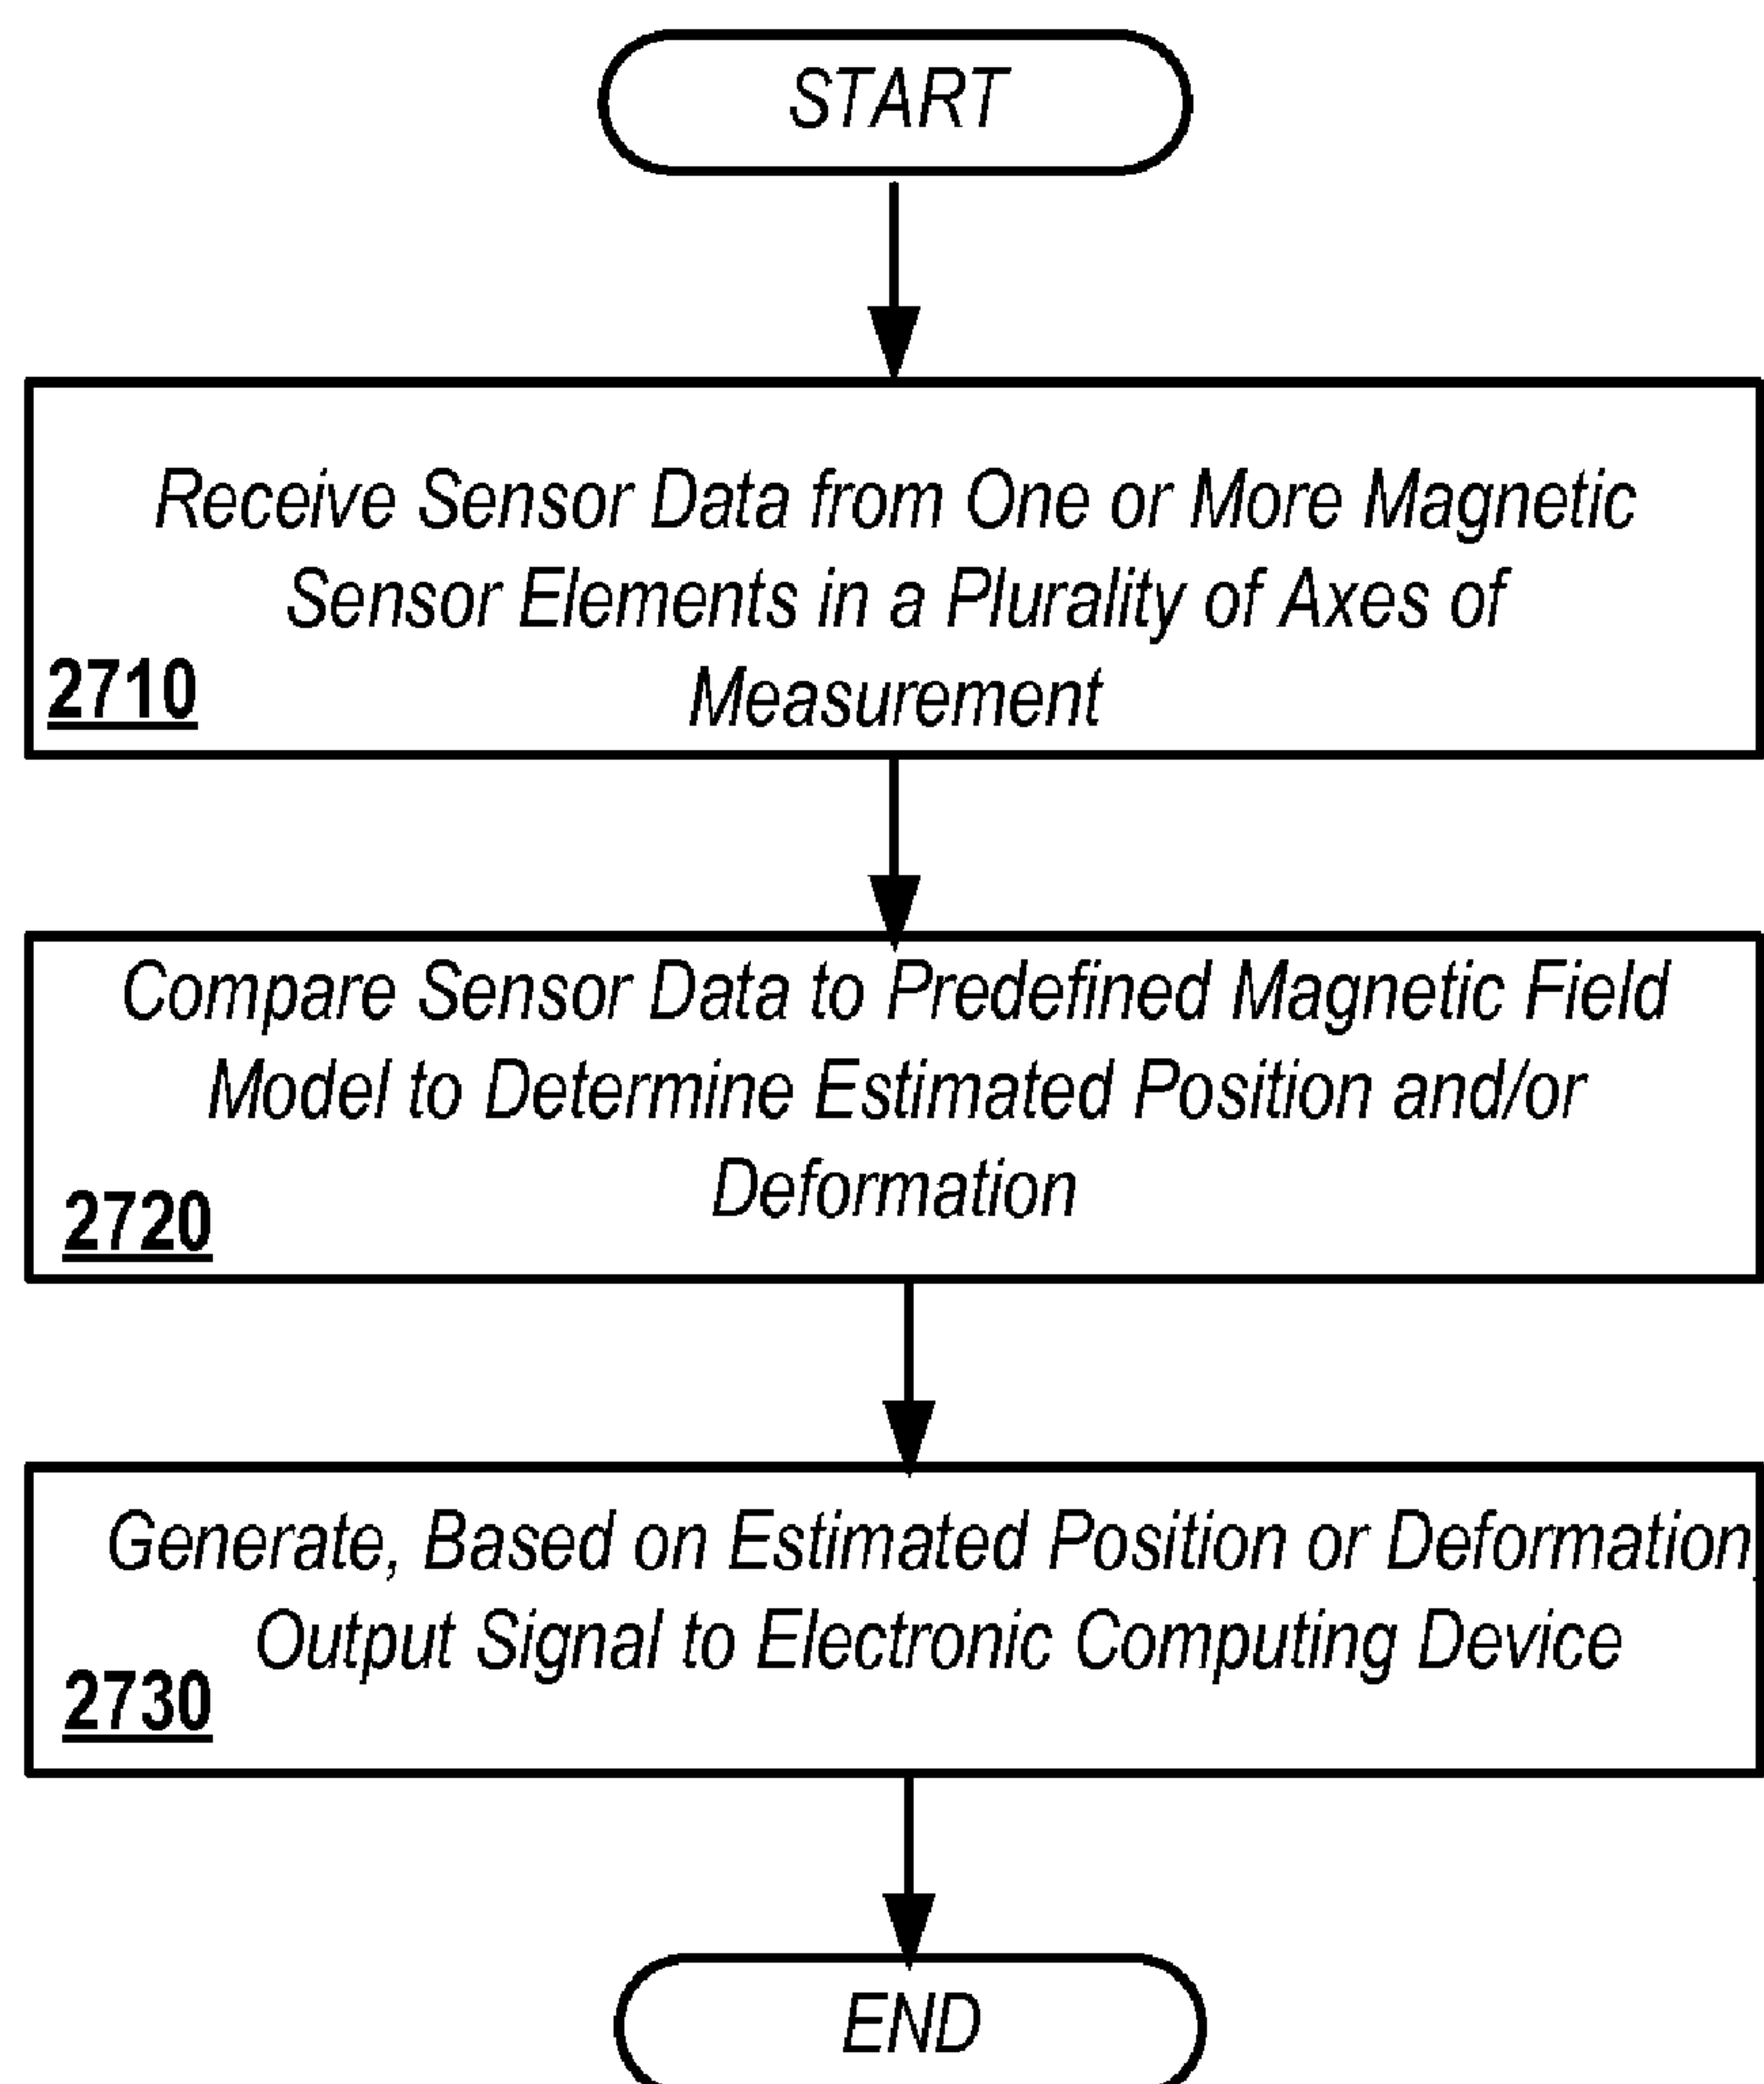 START
Receive Sensor Data from One or More Magnetic
Sensor Elements in a Plurality of Axes of
Measurement
2710
Compare Sensor Data to Predefined Magnetic Field
Model to Determine Estimated Position and/or
Deformation
2720
Generate, Based on Estimated Position or Deformation,
Output Signal to Electronic Computing Device
2730
END